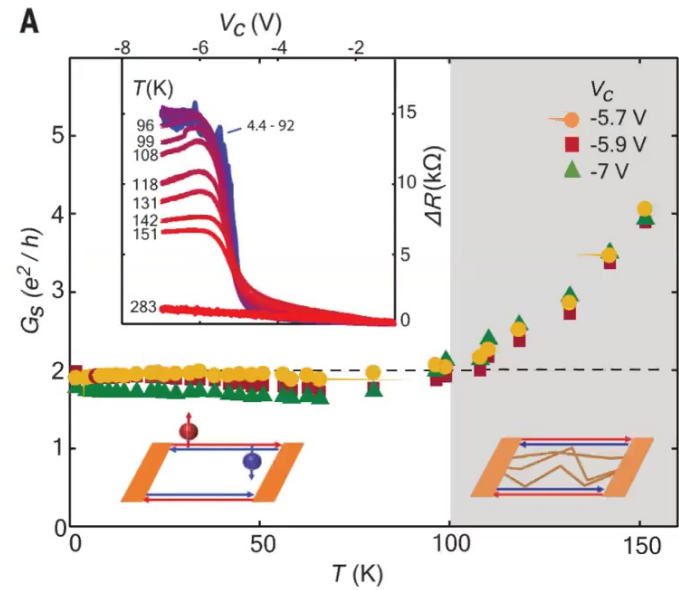 A
V_C (V)
-8 -6 -4 -2
T(K)
96
99
108
118
131
142
151
283
4.4 - 92
15
10
5
0
ΔR(kΩ)
V_C
-5.7 V
-5.9 V
-7 V
G_S (e² / h)
5
4
3
2
1
0
0 50 100 150
T (K)